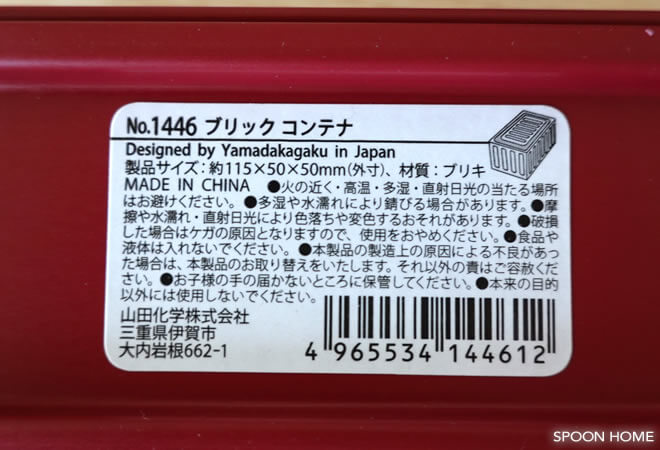 No.1446 ブリック コンテナ
Designed by Yamadakagaku in Japan
製品サイズ：約115×50×50mm(外寸)、材質：ブリキ
MADE IN CHINA ●火の近く・高温・多湿・直射日光の当たる場所
はお避けください。●多湿や水濡れにより錆びる場合があります。●摩
擦や水濡れ・直射日光により色落ちや変色するおそれがあります。●破損
した場合はケガの原因となりますので、使用をおやめください。●食品や
液体は入れないでください。●本製品の製造上の原因による不良があっ
た場合は、本製品のお取り替えをいたします。それ以外の責はご容赦くだ
さい。●お子様の手の届かないところに保管してください。●本来の目的
以外には使用しないでください。
山田化学株式会社
三重県伊賀市
大内岩根662-1
4 965534 144612
SPOON HOME